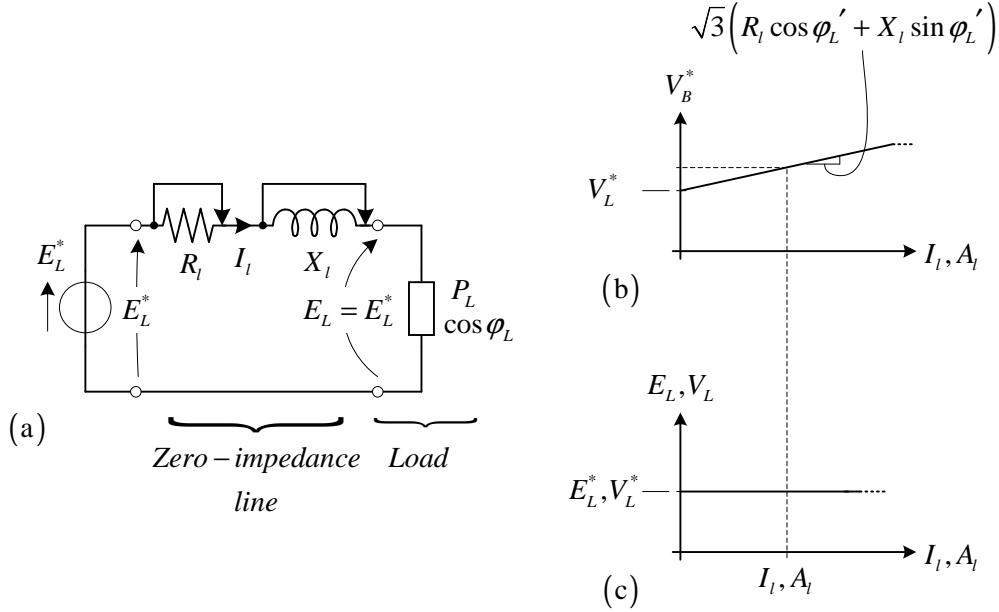 E_L^*
E_L^*
R_l
I_l
X_l
E_L = E_L^*
P_L
cos φ_L
(a)
Zero − impedance
line
Load
√3(R_l cos φ_L′ + X_l sin φ_L′)
V_B^*
V_L^*
I_l, A_l
(b)
E_L, V_L
E_L^*, V_L^*
I_l, A_l
I_l, A_l
(c)